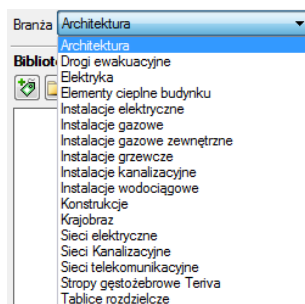 Branża Architektura
Architektura
Drogi ewakuacyjne
Elektryka
Elementy cieplne budynku
Instalacje elektryczne
Instalacje gazowe
Instalacje gazowe zewnętrzne
Instalacje grzewcze
Instalacje kanalizacyjne
Instalacje wodociągowe
Konstrukcje
Krajobraz
Sieci elektryczne
Sieci Kanalizacyjne
Sieci telekomunikacyjne
Stropy gęstożebrowe Teriva
Tablice rozdzielcze